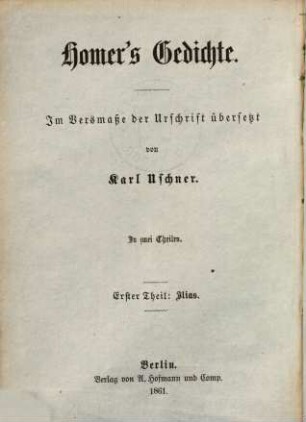 Homer's Gedichte.
Im Versmaße der Urschrift übersetzt
von
Karl Uschner.
In zwei Theilen.
Erster Theil: Ilias.
Berlin.
Verlag von A. Hofmann und Comp.
1861.